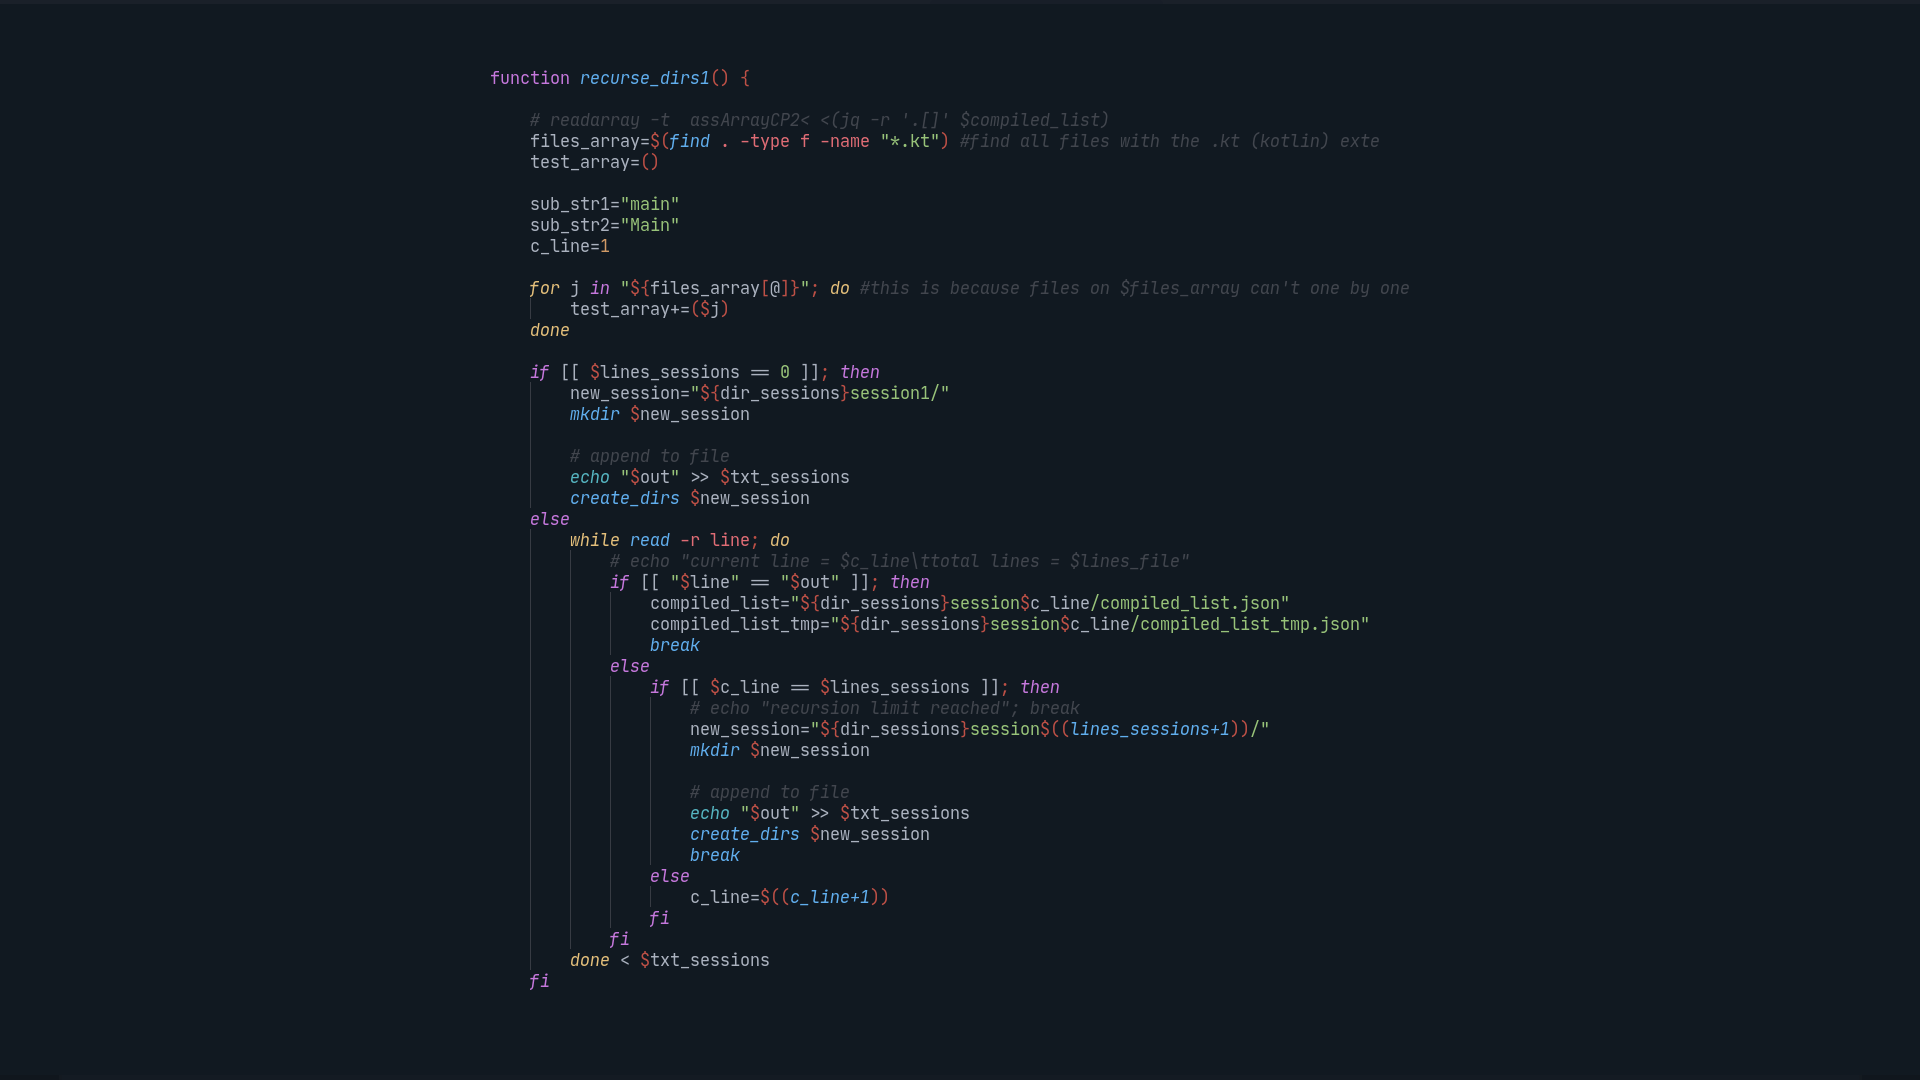 function recurse_dirs1() {
# readarray -t  assArrayCP2< <(jq -r '.[]' $compiled_list)
files_array=$(find . -type f -name "*.kt") #find all files with the .kt (kotlin) exte
test_array=()
sub_str1="main"
sub_str2="Main"
c_line=1
for j in "${files_array[@]}"; do #this is because files on $files_array can't one by one
test_array+=($j)
done
if [[ $lines_sessions == 0 ]]; then
new_session="${dir_sessions}session1/"
mkdir $new_session
# append to file
echo "$out" >> $txt_sessions
create_dirs $new_session
else
while read -r line; do
# echo "current line = $c_line\ttotal lines = $lines_file"
if [[ "$line" == "$out" ]]; then
compiled_list="${dir_sessions}session$c_line/compiled_list.json"
compiled_list_tmp="${dir_sessions}session$c_line/compiled_list_tmp.json"
break
else
if [[ $c_line == $lines_sessions ]]; then
# echo "recursion limit reached"; break
new_session="${dir_sessions}session$((lines_sessions+1))/"
mkdir $new_session
# append to file
echo "$out" >> $txt_sessions
create_dirs $new_session
break
else
c_line=$((c_line+1))
fi
fi
done < $txt_sessions
fi